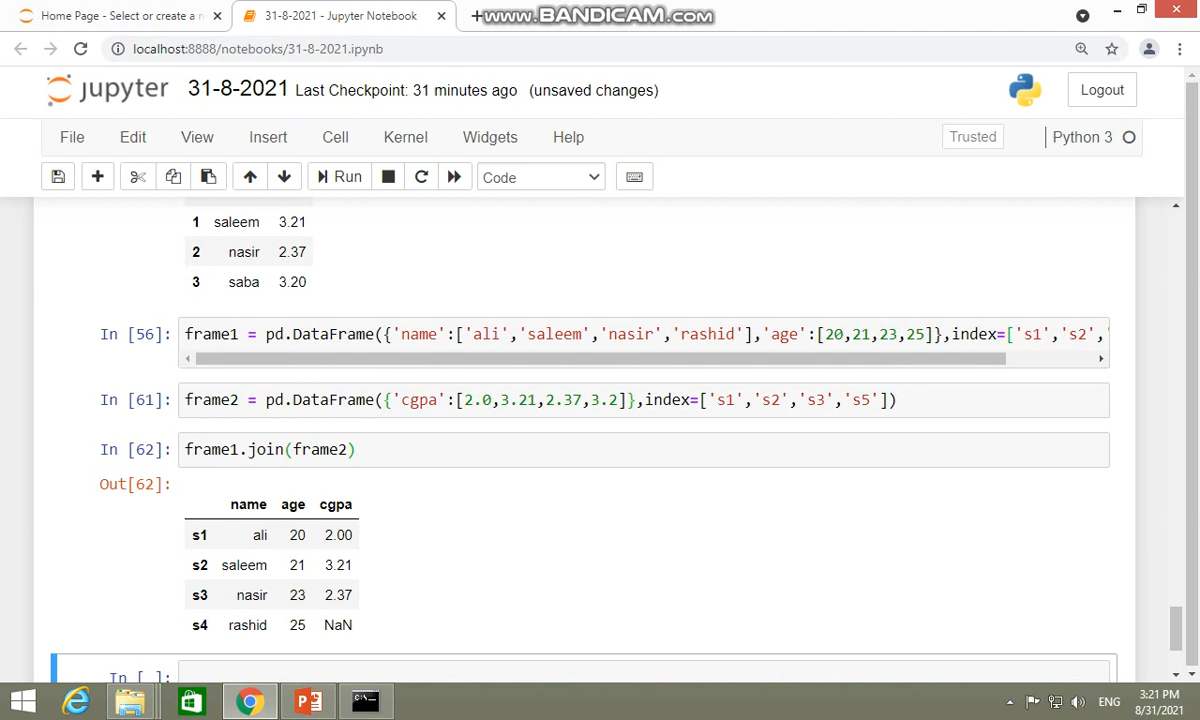 Home Page - Select or create a n
31-8-2021 - Jupyter Notebook
www.BANDICAM.com
localhost:8888/notebooks/31-8-2021.ipynb
jupyter 31-8-2021 Last Checkpoint: 31 minutes ago (unsaved changes)
Logout
File Edit View Insert Cell Kernel Widgets Help
Trusted
Python 3
Run
Code
1 saleem 3.21
2 nasir 2.37
3 saba 3.20
In [56]: frame1 = pd.DataFrame({'name':['ali','saleem','nasir','rashid'],'age':[20,21,23,25]},index=['s1','s2','
In [61]: frame2 = pd.DataFrame({'cgpa':[2.0,3.21,2.37,3.2]},index=['s1','s2','s3','s5'])
In [62]: frame1.join(frame2)
Out[62]:
name age cgpa
s1 ali 20 2.00
s2 saleem 21 3.21
s3 nasir 23 2.37
s4 rashid 25 NaN
In [ ]:
ENG
3:21 PM
8/31/2021